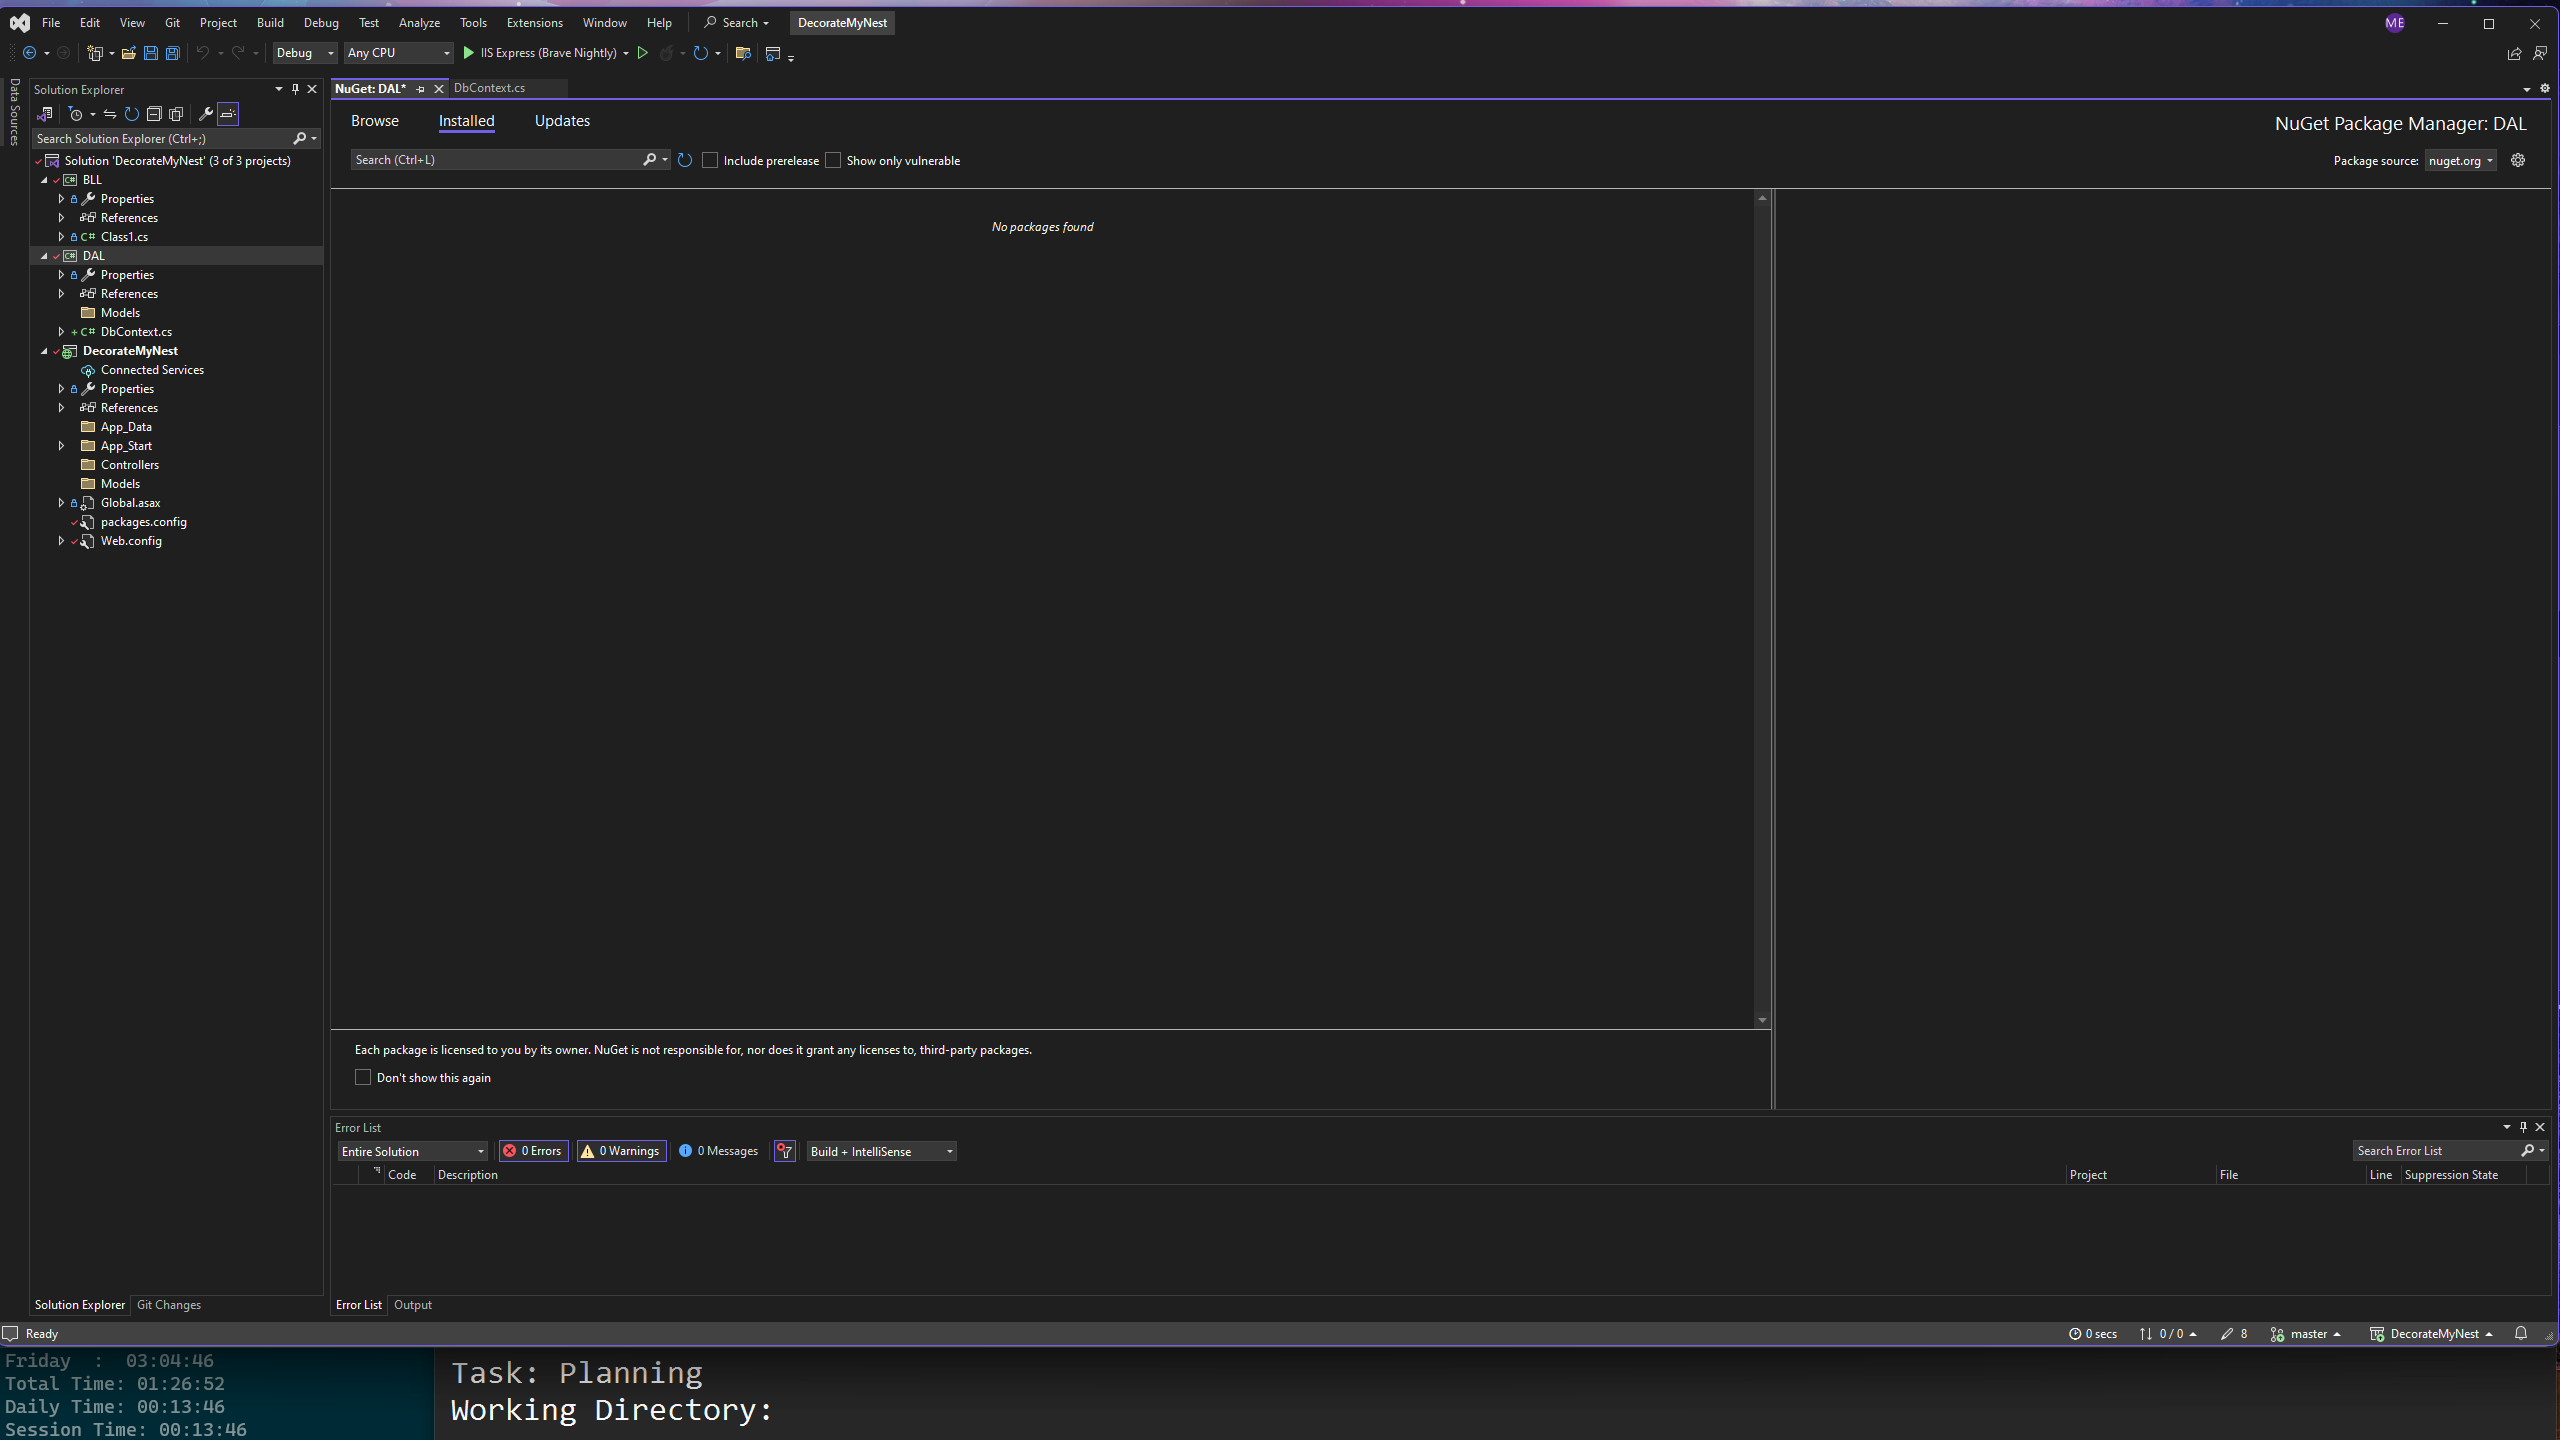 File Edit View Git Project Build Debug Test Analyze Tools Extensions Window Help Search DecorateMyNest ME
Debug Any CPU IIS Express (Brave Nightly)
Data Sources
Solution Explorer
Search Solution Explorer (Ctrl+;)
Solution 'DecorateMyNest' (3 of 3 projects)
BLL
Properties
References
C# Class1.cs
DAL
Properties
References
Models
C# DbContext.cs
DecorateMyNest
Connected Services
Properties
References
App_Data
App_Start
Controllers
Models
Global.asax
packages.config
Web.config
Solution Explorer Git Changes
NuGet: DAL* DbContext.cs
Browse Installed Updates
NuGet Package Manager: DAL
Search (Ctrl+L) Include prerelease Show only vulnerable
Package source: nuget.org
No packages found
Each package is licensed to you by its owner. NuGet is not responsible for, nor does it grant any licenses to, third-party packages.
Don't show this again
Error List
Entire Solution 0 Errors 0 Warnings 0 Messages Build + IntelliSense Search Error List
Code Description Project File Line Suppression State
Error List Output
Ready 0 secs 0 / 0 8 master DecorateMyNest
Friday : 03:04:46
Total Time: 01:26:52
Daily Time: 00:13:46
Session Time: 00:13:46
Task: Planning
Working Directory: